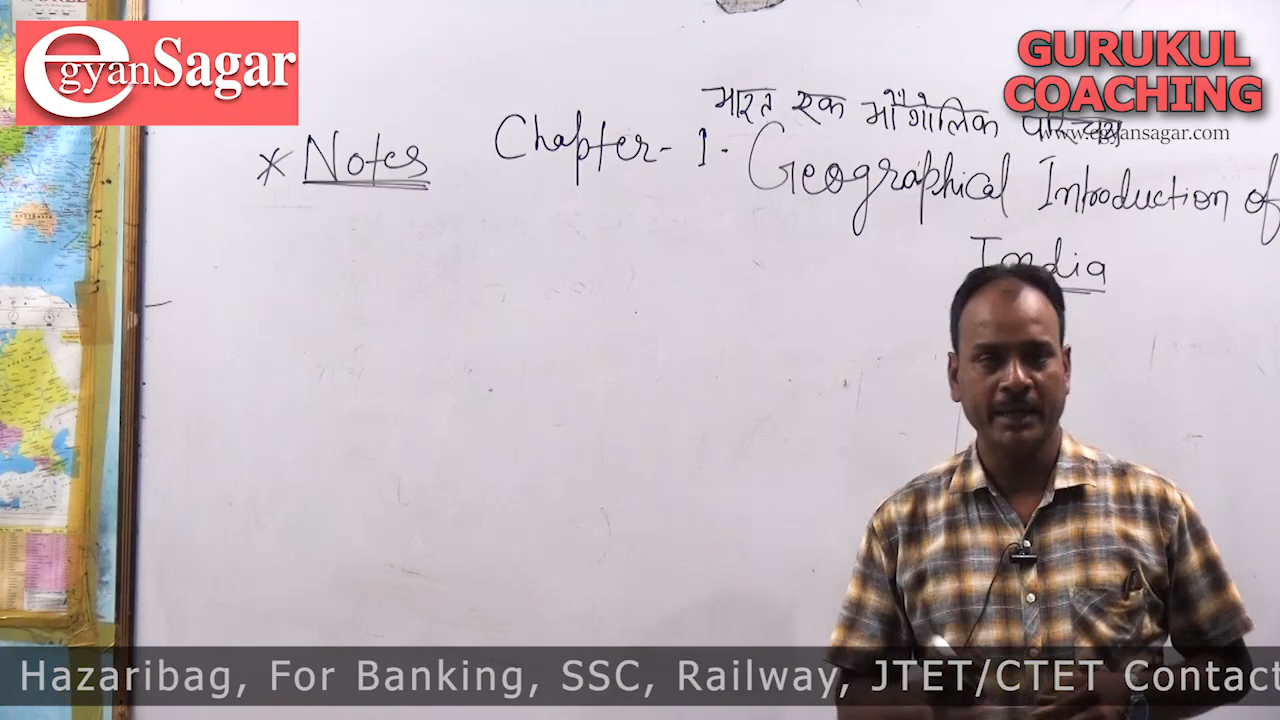 egyanSagar
GURUKUL
COACHING
www.egyansagar.com
भारत एक भौगोलिक परिचय
* Notes Chapter - 1 - Geographical Introduction of
India
AUSTRALIA
Hazaribag, For Banking, SSC, Railway, JTET/CTET Contact